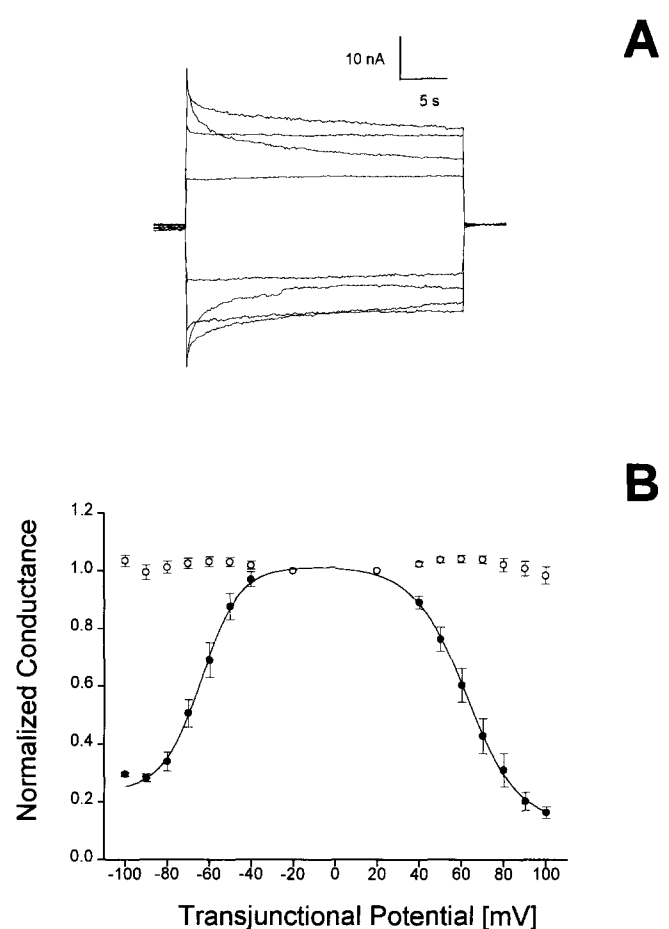 A
10 nA
5 s
B
Normalized Conductance
1.2
1.0
0.8
0.6
0.4
0.2
0.0
-100 -80 -60 -40 -20 0 20 40 60 80 100
Transjunctional Potential [mV]